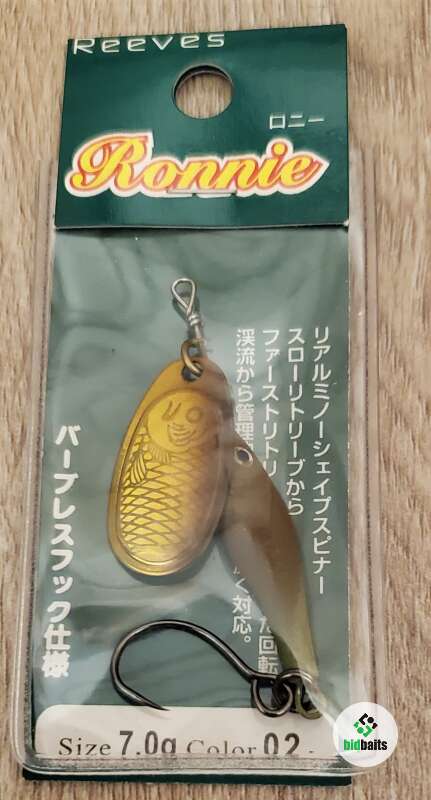 Reeves
ロニー
Ronnie
リアルミノーシェイプスピナー
スローリトリーブから
ファーストリトリ
渓流から管理
た回転
く対応。
バーブレスフック仕様
Size 7.0g Color 02 -
bidbaits